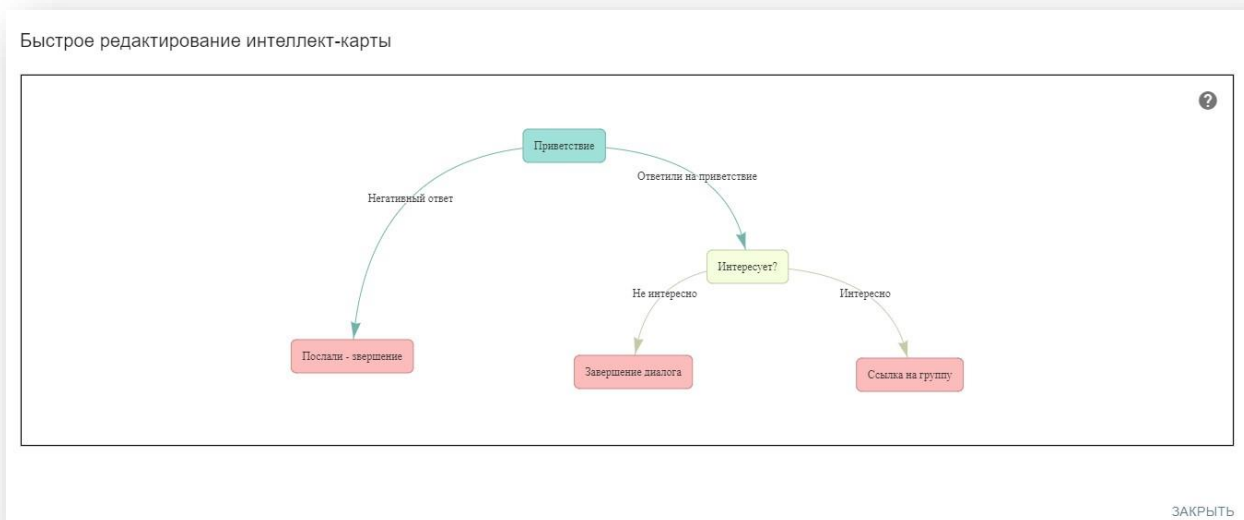 Быстрое редактирование интеллект-карты
?
Приветствие
Ответили на приветствие
Негативный ответ
Интересует?
Не интересно
Интересно
Послали - звершение
Завершение диалога
Ссылка на группу
ЗАКРЫТЬ